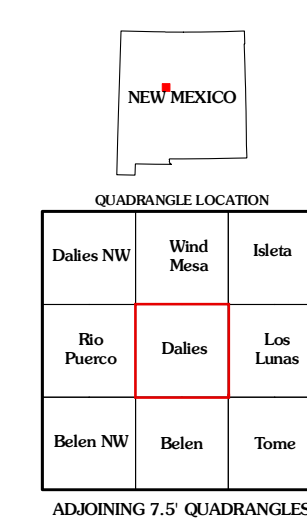 NEW MEXICO
QUADRANGLE LOCATION
Dalies NW
Wind
Mesa
Isleta
Rio
Puerco
Dalies
Los
Lunas
Belen NW
Belen
Tome
ADJOINING 7.5' QUADRANGLES